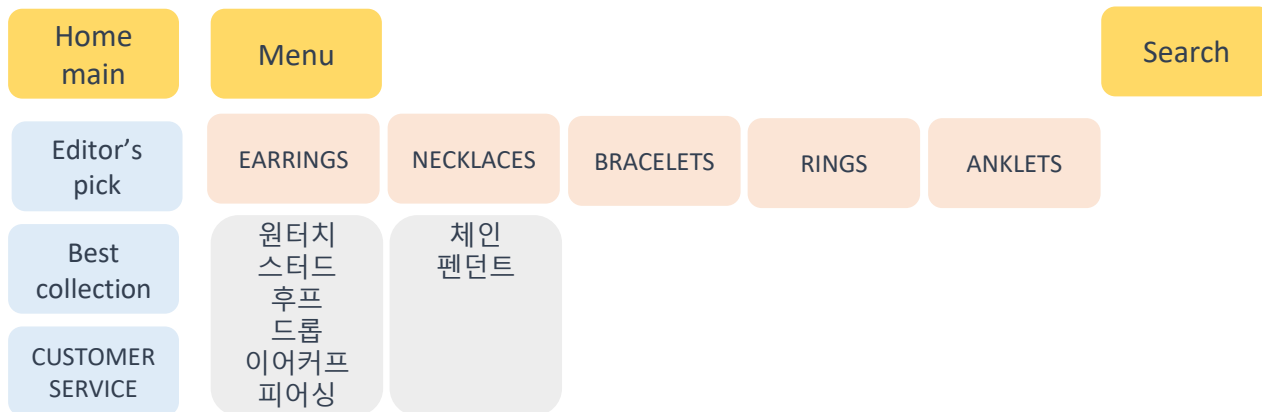 Home
main
Menu
Search
Editor's
pick
EARRINGS
NECKLACES
BRACELETS
RINGS
ANKLETS
Best
collection
CUSTOMER
SERVICE
원터치
스터드
후프
드롭
이어커프
피어싱
체인
펜던트